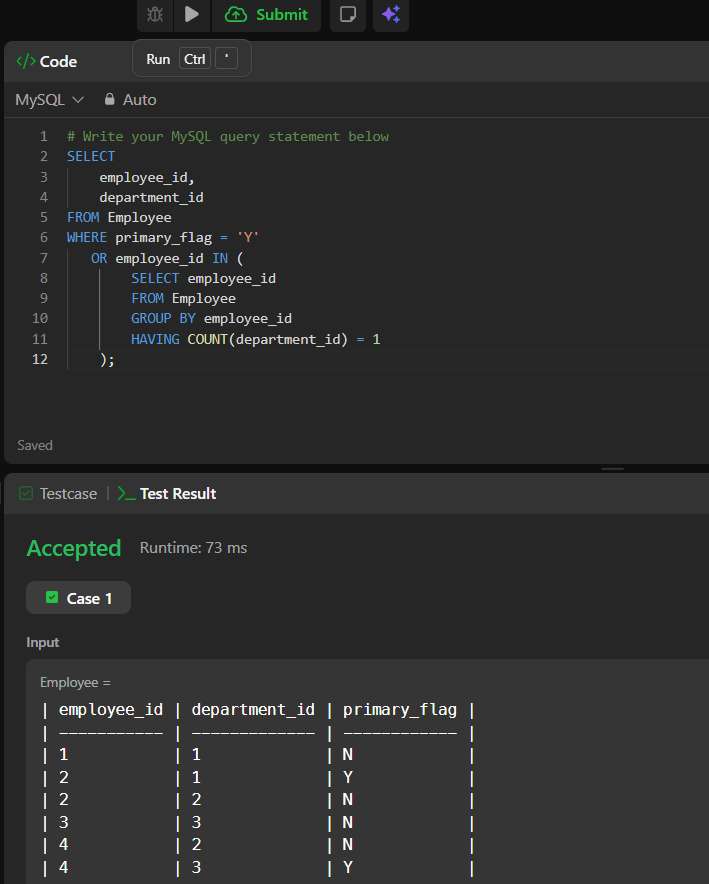 Submit
</> Code
Run Ctrl '
MySQL Auto
1 # Write your MySQL query statement below
2 SELECT
3 employee_id,
4 department_id
5 FROM Employee
6 WHERE primary_flag = 'Y'
7 OR employee_id IN (
8 SELECT employee_id
9 FROM Employee
10 GROUP BY employee_id
11 HAVING COUNT(department_id) = 1
12 );
Saved
Testcase | >_ Test Result
Accepted Runtime: 73 ms
Case 1
Input
Employee =
| employee_id | department_id | primary_flag |
| ----------- | ------------- | ------------ |
| 1 | 1 | N |
| 2 | 1 | Y |
| 2 | 2 | N |
| 3 | 3 | N |
| 4 | 2 | N |
| 4 | 3 | Y |